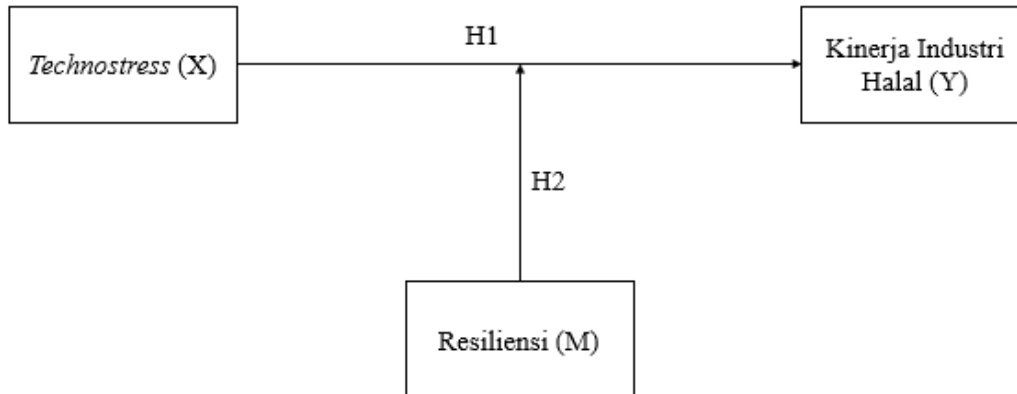 H1
Technostress (X)
Kinerja Industri
Halal (Y)
H2
Resiliensi (M)